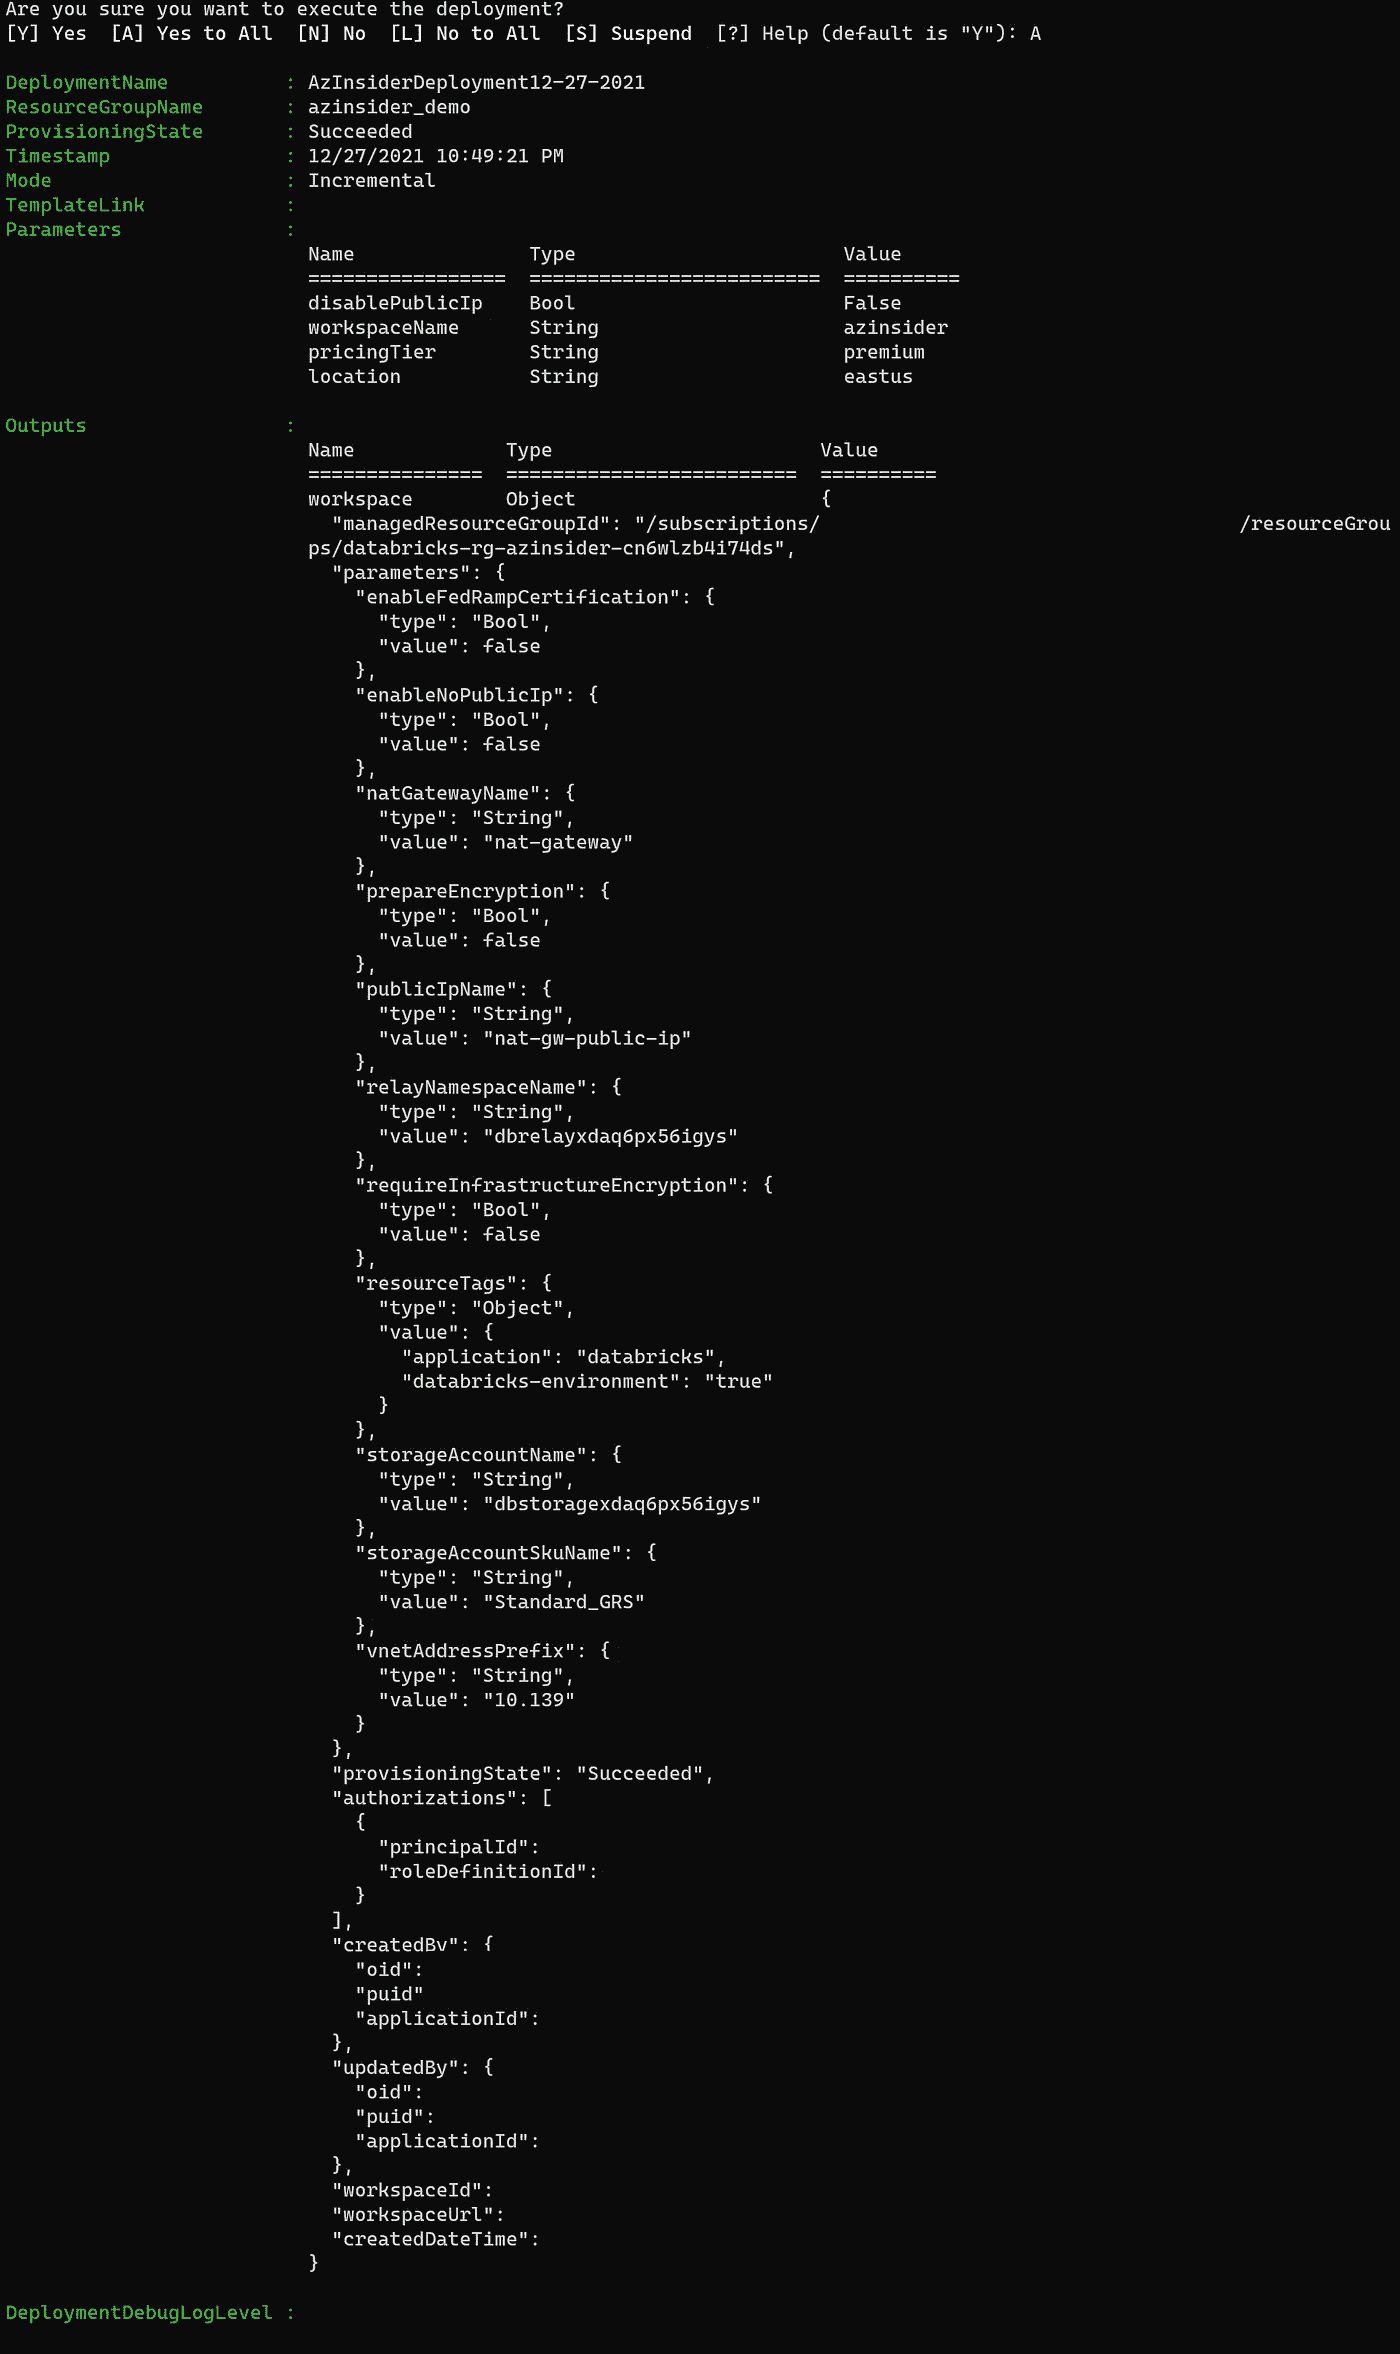 Are you sure you want to execute the deployment?
[Y] Yes  [A] Yes to All  [N] No  [L] No to All  [S] Suspend  [?] Help (default is "Y"): A
DeploymentName          : AzInsiderDeployment12-27-2021
ResourceGroupName       : azinsider_demo
ProvisioningState       : Succeeded
Timestamp               : 12/27/2021 10:49:21 PM
Mode                    : Incremental
TemplateLink            :
Parameters              :
                          Name               Type                       Value
                          =================  =========================  ==========
                          disablePublicIp    Bool                       False
                          workspaceName      String                     azinsider
                          pricingTier        String                     premium
                          location           String                     eastus
Outputs                 :
                          Name             Type                       Value
                          ===============  =========================  ==========
                          workspace        Object                     {
                            "managedResourceGroupId": "/subscriptions/                                    /resourceGrou
                          ps/databricks-rg-azinsider-cn6wlzb4i74ds",
                            "parameters": {
                              "enableFedRampCertification": {
                                "type": "Bool",
                                "value": false
                              },
                              "enableNoPublicIp": {
                                "type": "Bool",
                                "value": false
                              },
                              "natGatewayName": {
                                "type": "String",
                                "value": "nat-gateway"
                              },
                              "prepareEncryption": {
                                "type": "Bool",
                                "value": false
                              },
                              "publicIpName": {
                                "type": "String",
                                "value": "nat-gw-public-ip"
                              },
                              "relayNamespaceName": {
                                "type": "String",
                                "value": "dbrelayxdaq6px56igys"
                              },
                              "requireInfrastructureEncryption": {
                                "type": "Bool",
                                "value": false
                              },
                              "resourceTags": {
                                "type": "Object",
                                "value": {
                                  "application": "databricks",
                                  "databricks-environment": "true"
                                }
                              },
                              "storageAccountName": {
                                "type": "String",
                                "value": "dbstoragexdaq6px56igys"
                              },
                              "storageAccountSkuName": {
                                "type": "String",
                                "value": "Standard_GRS"
                              },
                              "vnetAddressPrefix": {
                                "type": "String",
                                "value": "10.139"
                              }
                            },
                            "provisioningState": "Succeeded",
                            "authorizations": [
                              {
                                "principalId":
                                "roleDefinitionId":
                              }
                            ],
                            "createdBy": {
                              "oid":
                              "puid"
                              "applicationId":
                            },
                            "updatedBy": {
                              "oid":
                              "puid":
                              "applicationId":
                            },
                            "workspaceId":
                            "workspaceUrl":
                            "createdDateTime":
                          }
DeploymentDebugLogLevel :